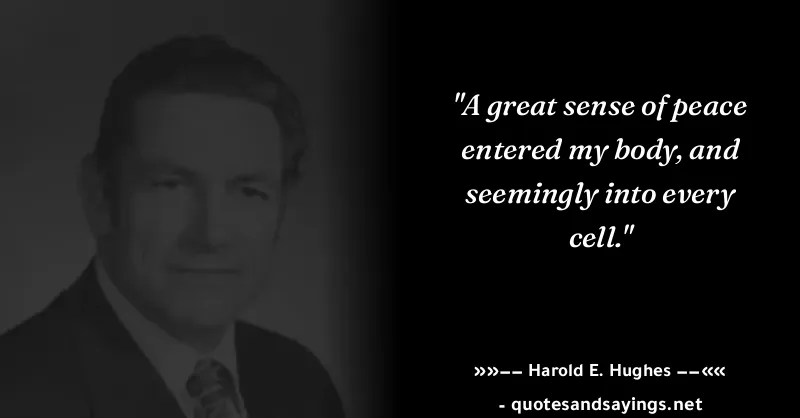 "A great sense of peace
entered my body, and
seemingly into every
cell."
»»—— Harold E. Hughes ——««
- quotesandsayings.net